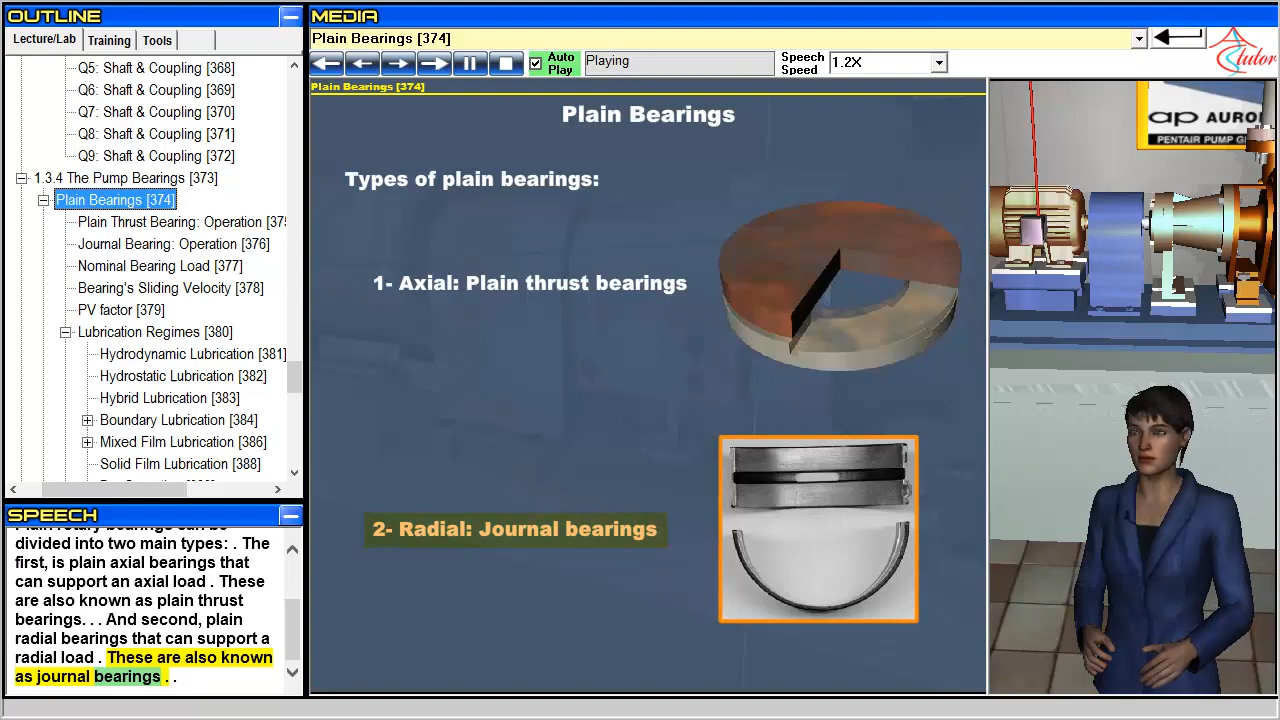 OUTLINE
Lecture/Lab Training Tools
Q5: Shaft & Coupling [368]
Q6: Shaft & Coupling [369]
Q7: Shaft & Coupling [370]
Q8: Shaft & Coupling [371]
Q9: Shaft & Coupling [372]
1.3.4 The Pump Bearings [373]
Plain Bearings [374]
Plain Thrust Bearing: Operation [375
Journal Bearing: Operation [376]
Nominal Bearing Load [377]
Bearing's Sliding Velocity [378]
PV factor [379]
Lubrication Regimes [380]
Hydrodynamic Lubrication [381]
Hydrostatic Lubrication [382]
Hybrid Lubrication [383]
Boundary Lubrication [384]
Mixed Film Lubrication [386]
Solid Film Lubrication [388]
SPEECH
divided into two main types: . The
first, is plain axial bearings that
can support an axial load . These
are also known as plain thrust
bearings. . . And second, plain
radial bearings that can support a
radial load . These are also known
as journal bearings . .
MEDIA
Plain Bearings [374]
Auto
Play
Playing
Speech
Speed
1.2X
tutor
Plain Bearings [374]
Plain Bearings
Types of plain bearings:
1- Axial: Plain thrust bearings
2- Radial: Journal bearings
ap AURO
PENTAIR PUMP G